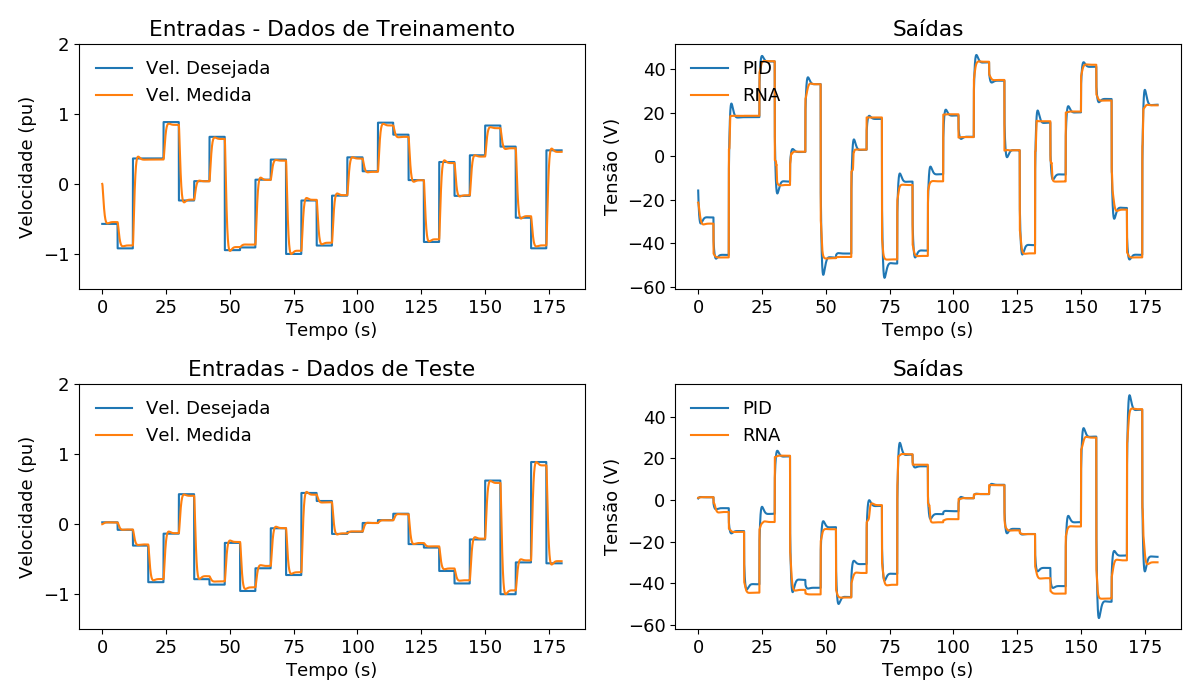 Entradas - Dados de Treinamento
Vel. Desejada
Vel. Medida
2
1
0
−1
Velocidade (pu)
0 25 50 75 100 125 150 175
Tempo (s)
Saídas
PID
RNA
40
20
0
−20
−40
−60
Tensão (V)
0 25 50 75 100 125 150 175
Tempo (s)
Entradas - Dados de Teste
Vel. Desejada
Vel. Medida
2
1
0
−1
Velocidade (pu)
0 25 50 75 100 125 150 175
Tempo (s)
Saídas
PID
RNA
40
20
0
−20
−40
−60
Tensão (V)
0 25 50 75 100 125 150 175
Tempo (s)